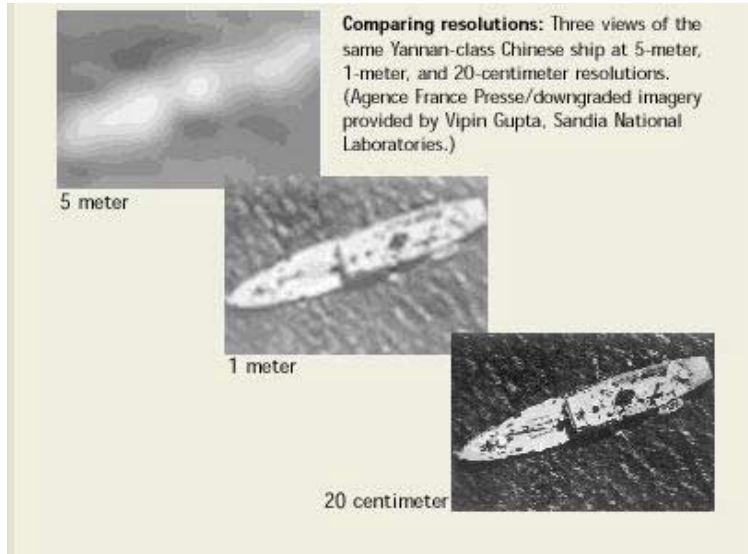 Comparing resolutions: Three views of the
same Yannan-class Chinese ship at 5-meter,
1-meter, and 20-centimeter resolutions.
(Agence France Presse/downgraded imagery
provided by Vipin Gupta, Sandia National
Laboratories.)
5 meter
1 meter
20 centimeter